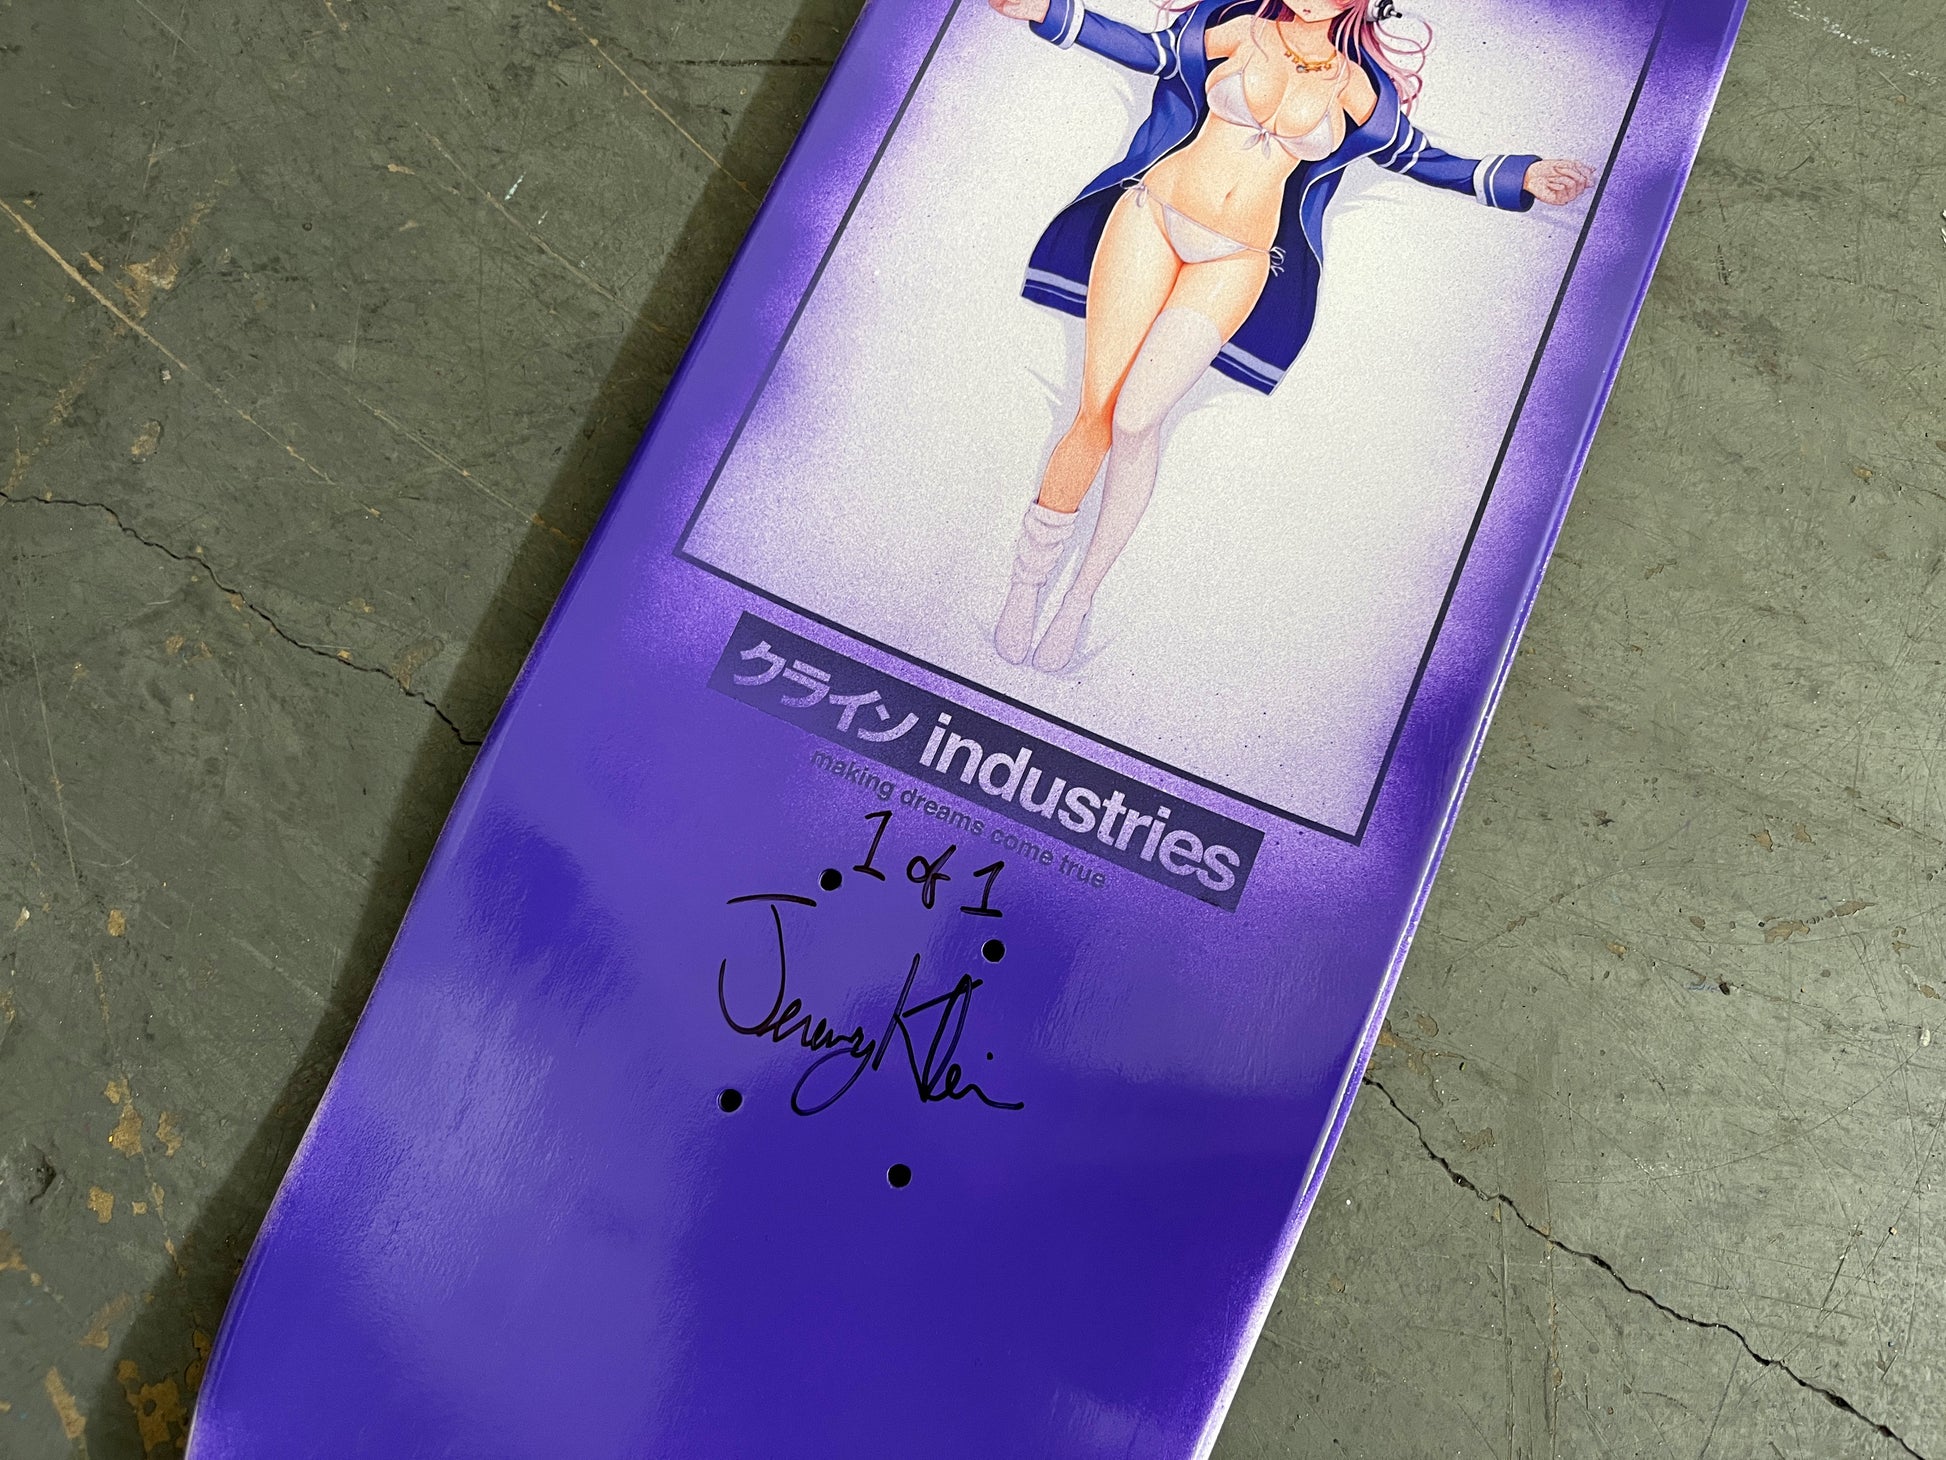 クライン industries
making dreams come true
1 of 1
Jeremy Klein